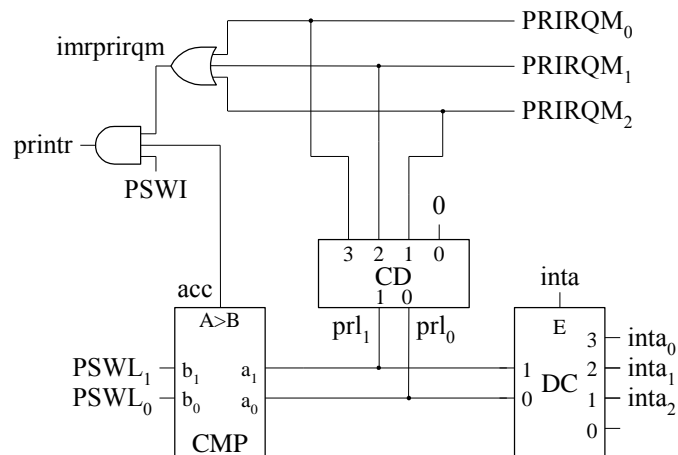 PRIRQM0
imrprirqm
PRIRQM1
PRIRQM2
printr
PSWI
0
3 2 1 0
CD
1 0
acc
inta
A>B
prl1 prl0
E
3 inta0
PSWL1 b1 a1
1 DC 2 inta1
PSWL0 b0 a0
0 1 inta2
0
CMP